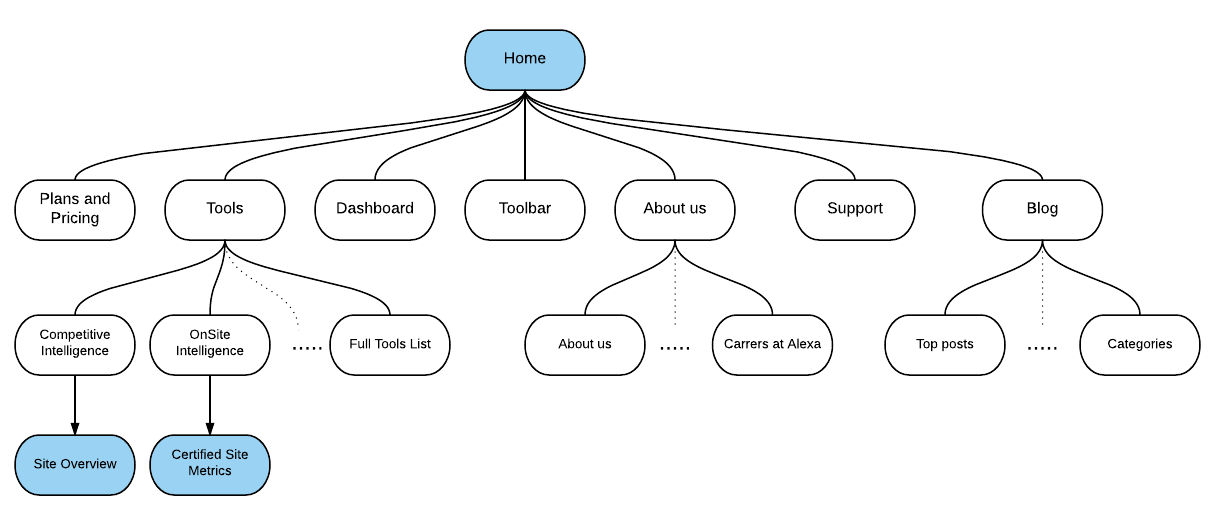 Home
Plans and
Pricing
Tools
Dashboard
Toolbar
About us
Support
Blog
Competitive
Intelligence
OnSite
Intelligence
.....
Full Tools List
About us
.....
Carrers at Alexa
Top posts
.....
Categories
Site Overview
Certified Site
Metrics